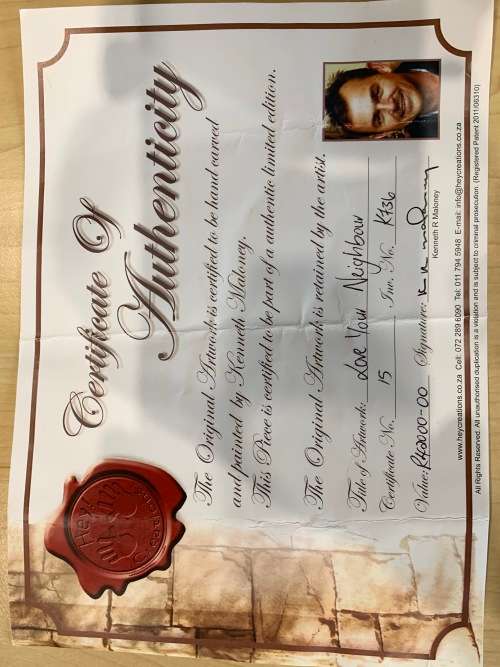 Certificate Of
Authenticity
The Original Artwork is certified to be hand carved
and painted by Kenneth Maloney.
This Piece is certified to be part of a authentic limited edition.
The Original Artwork is retained by the artist.
Title of Artwork: Love Your Neighbour
Certificate No. 15 Inv. No. K736
Value: R42000-00 Signature:
Kenneth R Maloney
www.heycreations.co.za Cell: 072 289 6090 Tel: 011 794 5948 E-mail: info@heycreations.co.za
All Rights Reserved. All unauthorised duplication is a violation and is subject to criminal prosecution (Registered Patent 2011/06310)
Hey!